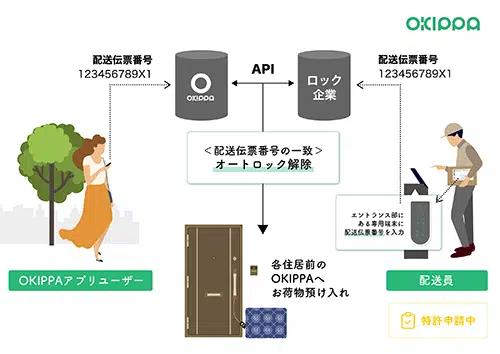 OKIPPA
配送伝票番号
123456789X1
OKIPPA
API
ロック
企業
配送伝票番号
123456789X1
＜配送伝票番号の一致＞
オートロック解除
エントランス部に
ある専用端末に
配送伝票番号を入力
各住居前の
OKIPPAへ
お荷物預け入れ
OKIPPAアプリユーザー
配送員
特許申請中